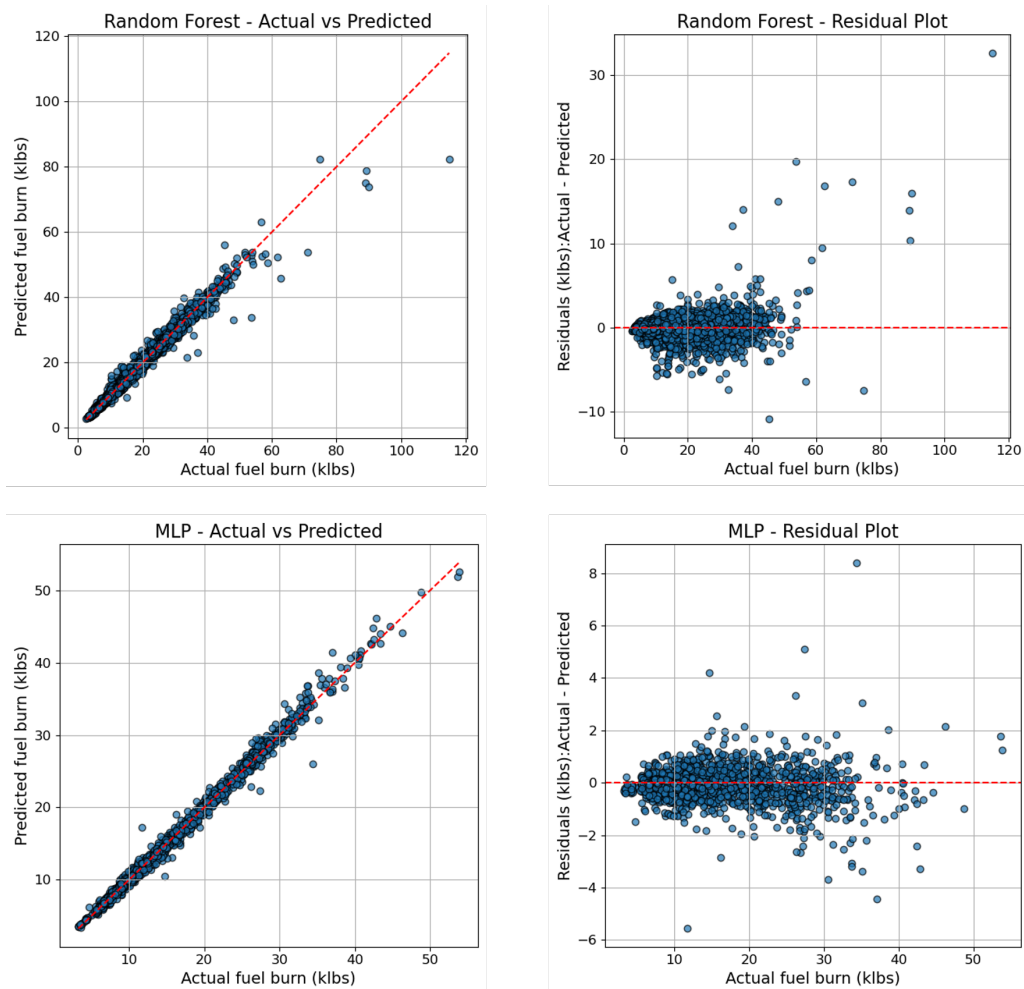 Random Forest - Actual vs Predicted
120
100
80
60
40
20
0
Predicted fuel burn (klbs)
0 20 40 60 80 100 120
Actual fuel burn (klbs)
Random Forest - Residual Plot
30
20
10
0
−10
Residuals (klbs):Actual - Predicted
0 20 40 60 80 100 120
Actual fuel burn (klbs)
MLP - Actual vs Predicted
50
40
30
20
10
Predicted fuel burn (klbs)
10 20 30 40 50
Actual fuel burn (klbs)
MLP - Residual Plot
8
6
4
2
0
−2
−4
−6
Residuals (klbs):Actual - Predicted
10 20 30 40 50
Actual fuel burn (klbs)